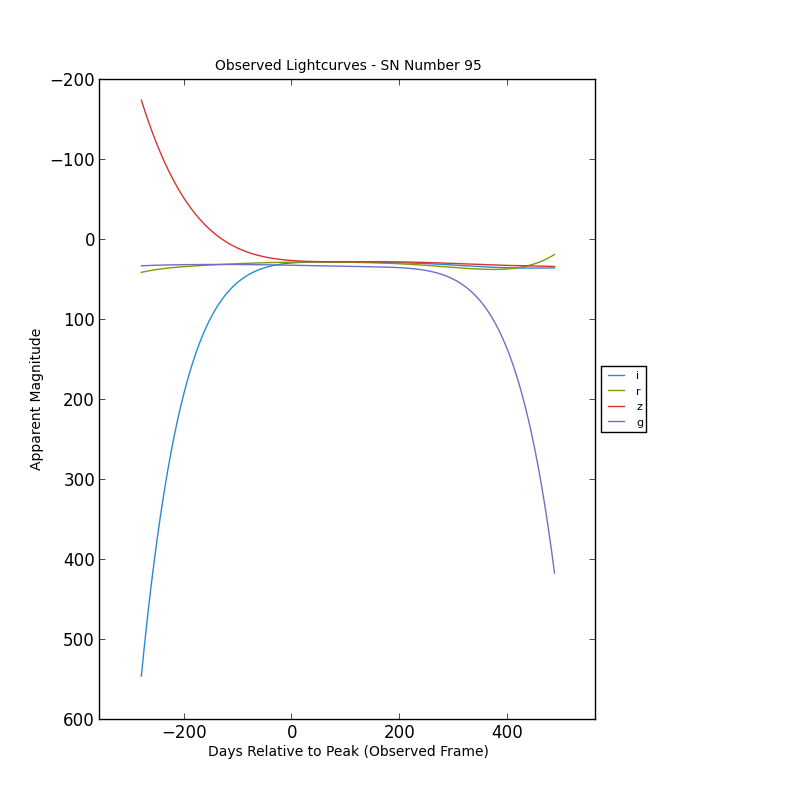 Observed Lightcurves - SN Number 95
−200
−100
0
100
200
300
400
500
600
Apparent Magnitude
−200 0 200 400
Days Relative to Peak (Observed Frame)
i
r
z
g